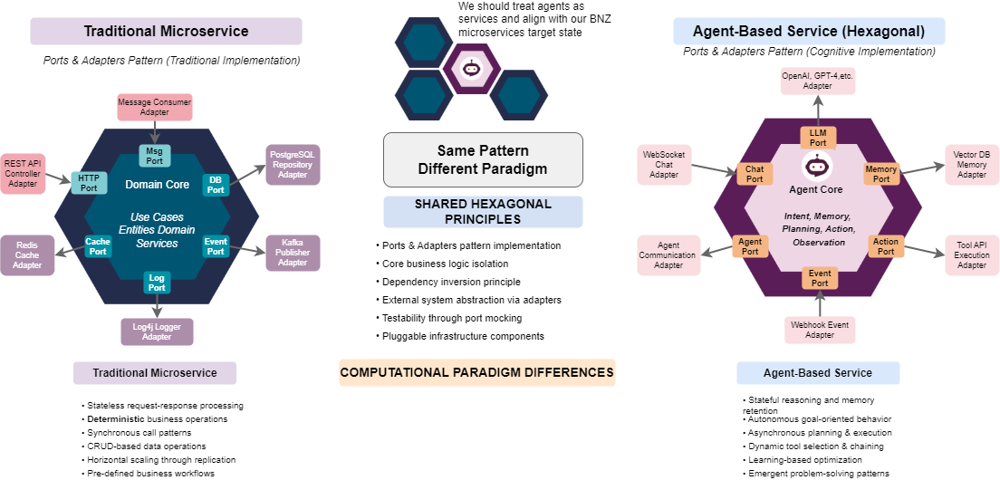 We should treat agents as
services and align with our BNZ
microservices target state
Traditional Microservice
Ports & Adapters Pattern (Traditional Implementation)
Message Consumer
Adapter
REST API
Controller
Adapter
PostgreSQL
Repository
Adapter
Msg
Port
HTTP
Port
DB
Port
Domain Core
Use Cases
Entities Domain
Services
Cache
Port
Event
Port
Log
Port
Redis
Cache
Adapter
Kafka
Publisher
Adapter
Log4j Logger
Adapter
Same Pattern
Different Paradigm
SHARED HEXAGONAL
PRINCIPLES
• Ports & Adapters pattern implementation
• Core business logic isolation
• Dependency inversion principle
• External system abstraction via adapters
• Testability through port mocking
• Pluggable infrastructure components
Agent-Based Service (Hexagonal)
Ports & Adapters Pattern (Cognitive Implementation)
OpenAI, GPT-4,etc.
Adapter
WebSocket
Chat
Adapter
Vector DB
Memory
Adapter
LLM
Port
Chat
Port
Memory
Port
Agent Core
Intent, Memory,
Planning, Action,
Observation
Agent
Port
Action
Port
Event
Port
Agent
Communication
Adapter
Tool API
Execution
Adapter
Webhook Event
Adapter
COMPUTATIONAL PARADIGM DIFFERENCES
Traditional Microservice
• Stateless request-response processing
• Deterministic business operations
• Synchronous call patterns
• CRUD-based data operations
• Horizontal scaling through replication
• Pre-defined business workflows
Agent-Based Service
• Stateful reasoning and memory
retention
• Autonomous goal-oriented behavior
• Asynchronous planning & execution
• Dynamic tool selection & chaining
• Learning-based optimization
• Emergent problem-solving patterns